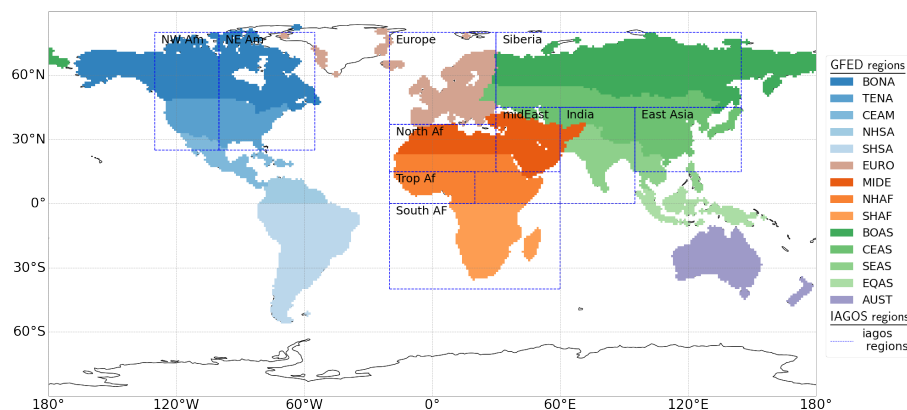 NW Am
NE Am
Europe
Siberia
midEast
India
East Asia
North Af
Trop Af
South AF
60°N
30°N
0°
30°S
60°S
180°
120°W
60°W
0°
60°E
120°E
180°
GFED regions
BONA
TENA
CEAM
NHSA
SHSA
EURO
MIDE
NHAF
SHAF
BOAS
CEAS
SEAS
EQAS
AUST
IAGOS regions
iagos
regions